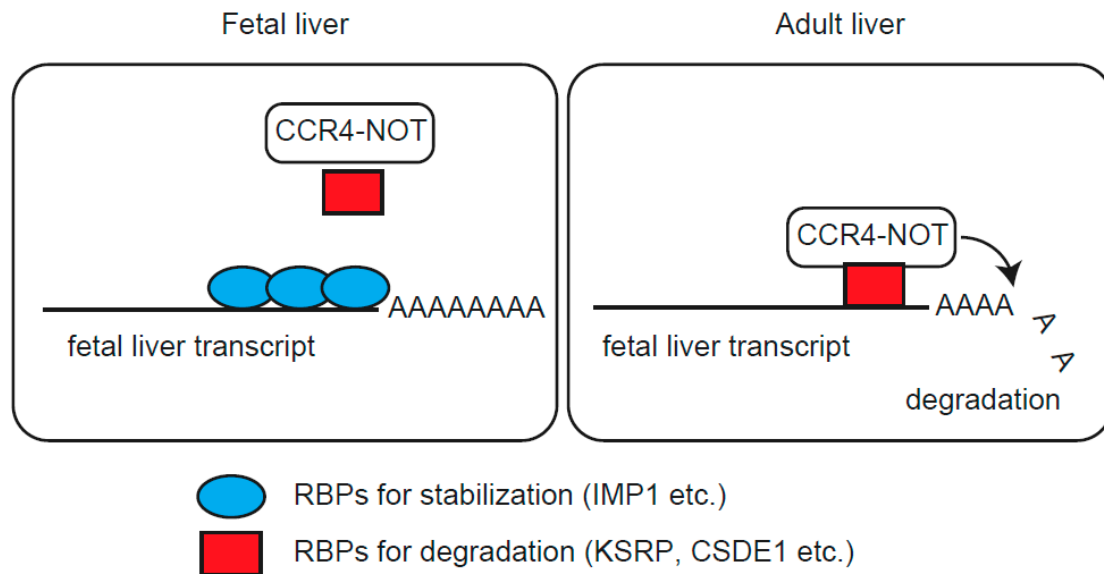 Fetal liver
Adult liver
CCR4-NOT
AAAAAAAA
fetal liver transcript
CCR4-NOT
AAAA
A
A
fetal liver transcript
degradation
RBPs for stabilization (IMP1 etc.)
RBPs for degradation (KSRP, CSDE1 etc.)